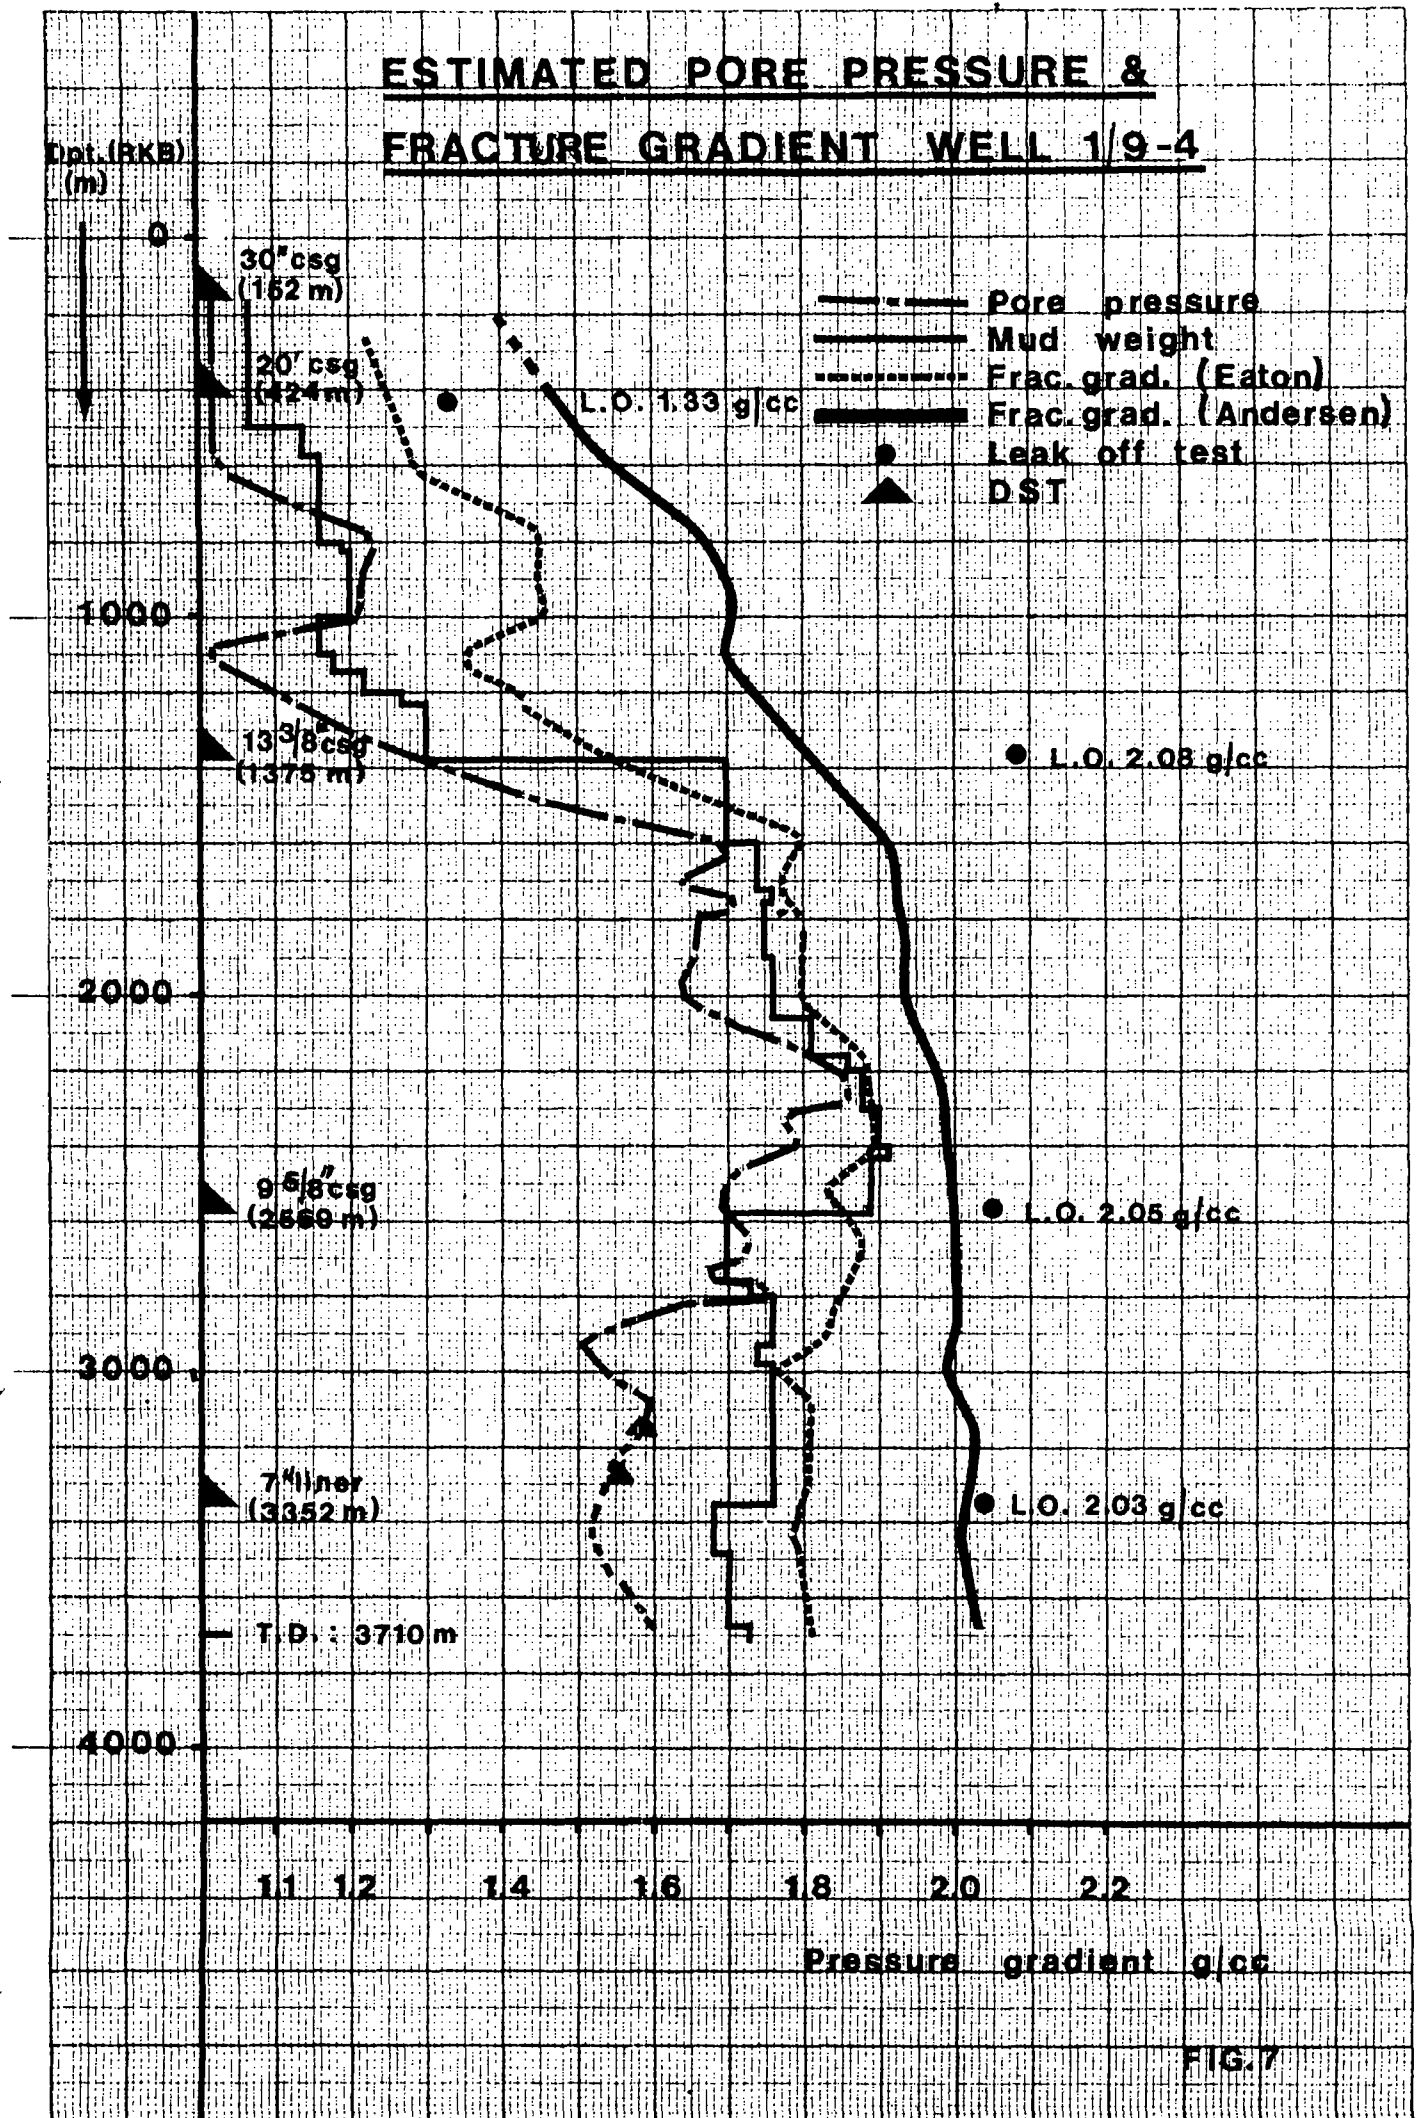 ESTIMATED PORE PRESSURE &
FRACTURE GRADIENT WELL 1/9-4
Dpt.(RKB)
(m)
0
30" csg
(152 m)
Pore pressure
Mud weight
20" csg
(424 m)
Frac. grad. (Eaton)
L.O. 1.33 g/cc
Frac. grad. (Andersen)
Leak off test
DST
1000
13 3/8" csg
(1375 m)
L.O. 2.08 g/cc
2000
9 5/8" csg
(2569 m)
L.O. 2.05 g/cc
3000
7" liner
(3352 m)
L.O. 2.03 g/cc
T.D. : 3710 m
4000
1.1 1.2 1.4 1.6 1.8 2.0 2.2
Pressure gradient g/cc
FIG.7